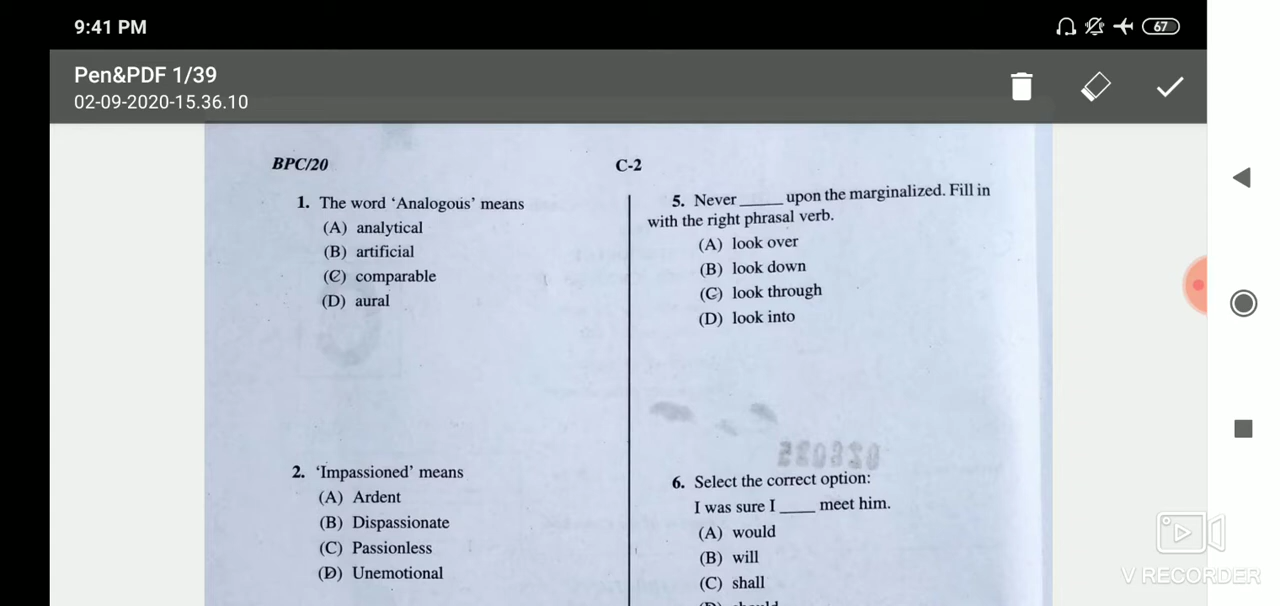 9:41 PM
67
Pen&PDF 1/39
02-09-2020-15.36.10
BPC/20
C-2
1. The word ‘Analogous’ means
(A) analytical
(B) artificial
(C) comparable
(D) aural
2. ‘Impassioned’ means
(A) Ardent
(B) Dispassionate
(C) Passionless
(D) Unemotional
5. Never _____ upon the marginalized. Fill in
with the right phrasal verb.
(A) look over
(B) look down
(C) look through
(D) look into
6. Select the correct option:
I was sure I ____ meet him.
(A) would
(B) will
(C) shall
(D) should
V RECORDER